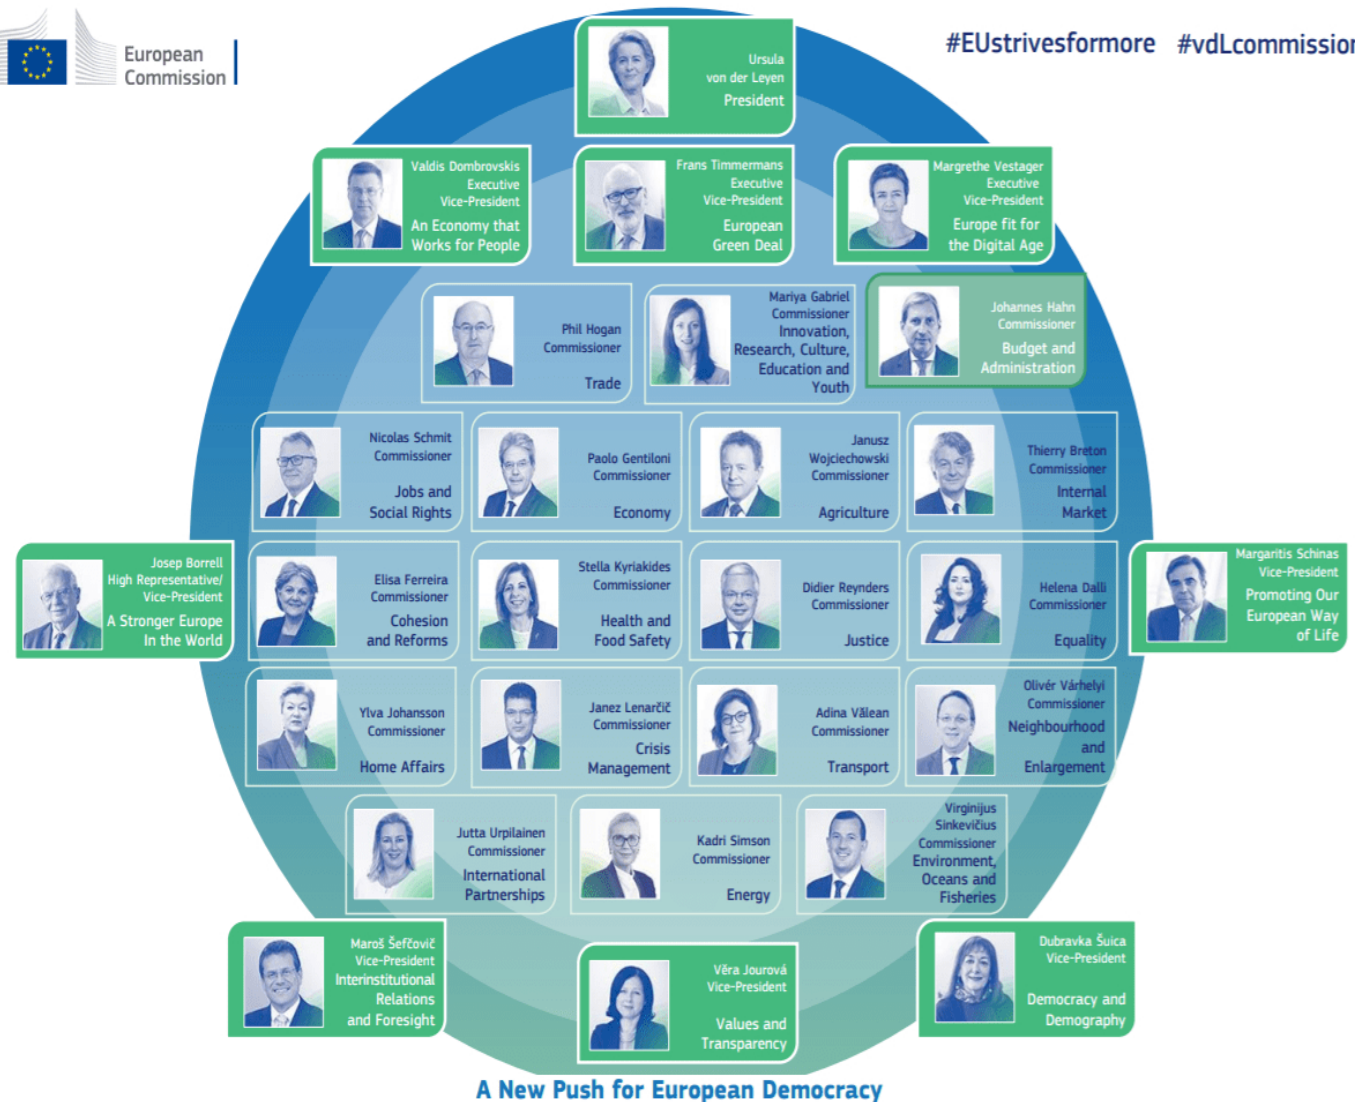 European
Commission
#EUstrivesformore #vdLcommission
Ursula
von der Leyen
President
Valdis Dombrovskis
Executive
Vice-President
An Economy that
Works for People
Frans Timmermans
Executive
Vice-President
European
Green Deal
Margrethe Vestager
Executive
Vice-President
Europe fit for
the Digital Age
Phil Hogan
Commissioner
Trade
Mariya Gabriel
Commissioner
Innovation,
Research, Culture,
Education and
Youth
Johannes Hahn
Commissioner
Budget and
Administration
Nicolas Schmit
Commissioner
Jobs and
Social Rights
Paolo Gentiloni
Commissioner
Economy
Janusz
Wojciechowski
Commissioner
Agriculture
Thierry Breton
Commissioner
Internal
Market
Josep Borrell
High Representative/
Vice-President
A Stronger Europe
In the World
Elisa Ferreira
Commissioner
Cohesion
and Reforms
Stella Kyriakides
Commissioner
Health and
Food Safety
Didier Reynders
Commissioner
Justice
Helena Dalli
Commissioner
Equality
Margaritis Schinas
Vice-President
Promoting Our
European Way
of Life
Ylva Johansson
Commissioner
Home Affairs
Janez Lenarčič
Commissioner
Crisis
Management
Adina Vălean
Commissioner
Transport
Olivér Várhelyi
Commissioner
Neighbourhood
and
Enlargement
Jutta Urpilainen
Commissioner
International
Partnerships
Kadri Simson
Commissioner
Energy
Virginijus
Sinkevičius
Commissioner
Environment,
Oceans and
Fisheries
Maroš Šefčovič
Vice-President
Interinstitutional
Relations
and Foresight
Věra Jourová
Vice-President
Values and
Transparency
Dubravka Šuica
Vice-President
Democracy and
Demography
A New Push for European Democracy